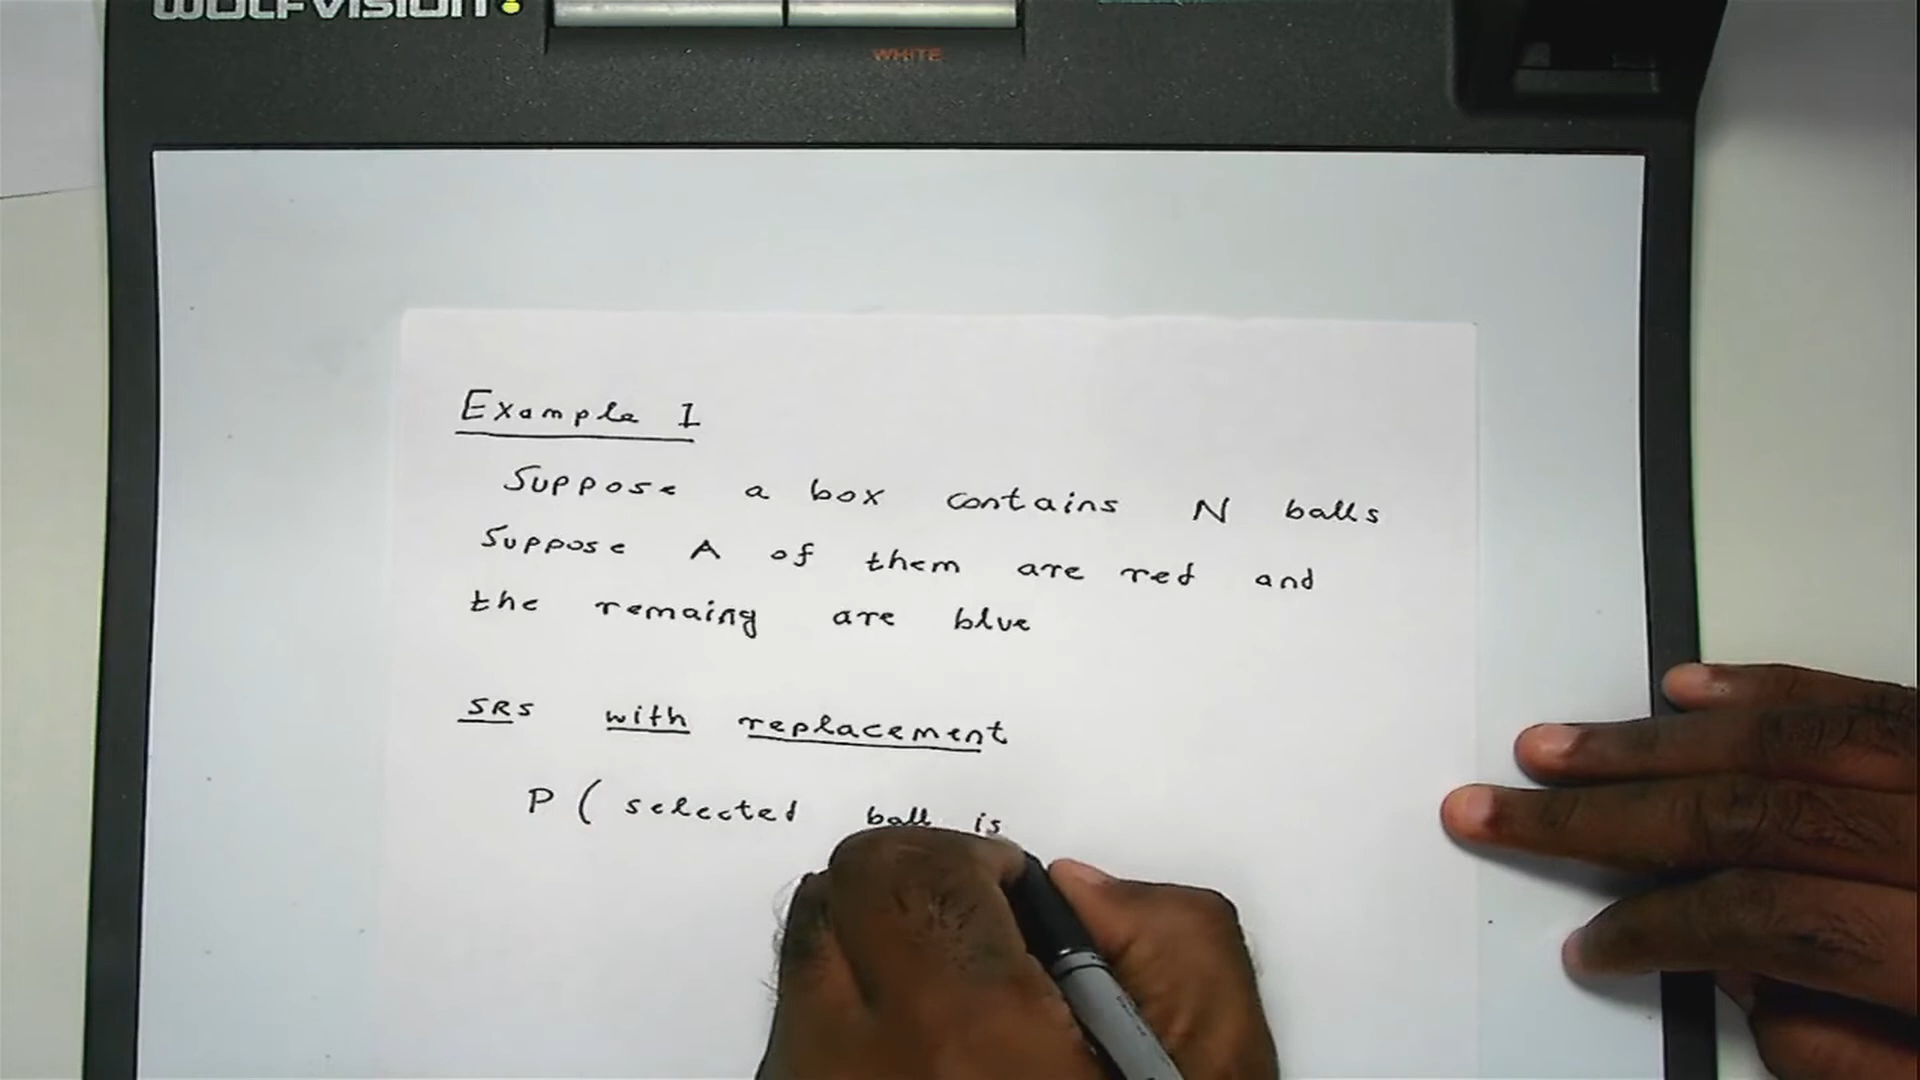 WOLFVISION
WHITE
Example 1
Suppose a box contains N balls
Suppose A of them are red and
the remaing are blue
SRS with replacement
P ( selected ball is